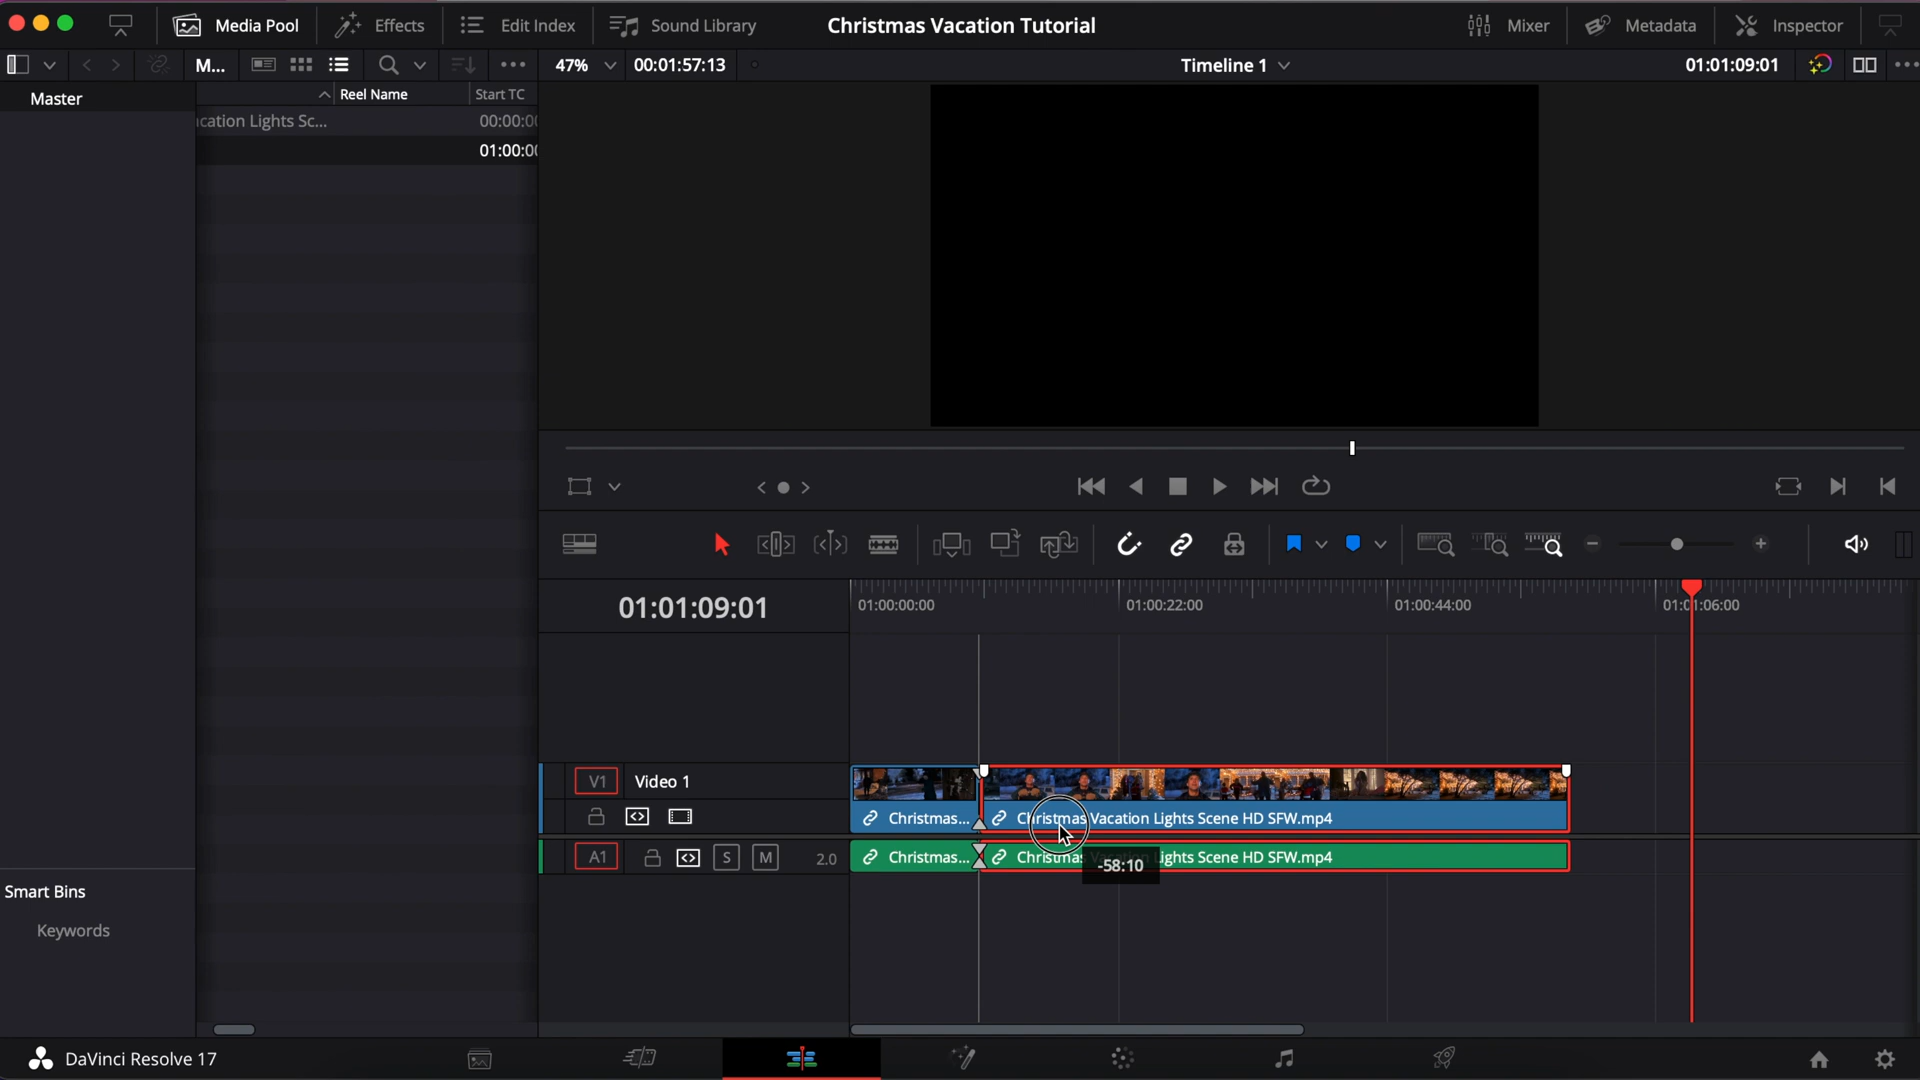 Media Pool
Effects
Edit Index
Sound Library
Christmas Vacation Tutorial
Mixer
Metadata
Inspector
M...
47%
00:01:57:13
Timeline 1
01:01:09:01
Master
Reel Name
Start TC
cation Lights Sc...
00:00:0
01:00:0
01:01:09:01
01:00:00:00
01:00:22:00
01:00:44:00
01:01:06:00
V1
Video 1
Christmas...
Christmas Vacation Lights Scene HD SFW.mp4
A1
S
M
2.0
Christmas...
Christmas Vacation Lights Scene HD SFW.mp4
-58:10
Smart Bins
Keywords
DaVinci Resolve 17